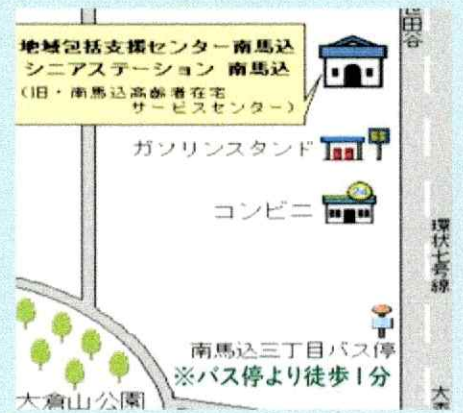 田谷
地域包括支援センター南馬込
シニアステーション 南馬込
(旧・南馬込高齢者在宅
サービスセンター)
ガソリンスタンド
24
コンビニ
環状七号線
南馬込三丁目バス停
※バス停より徒歩1分
大倉山公園
大